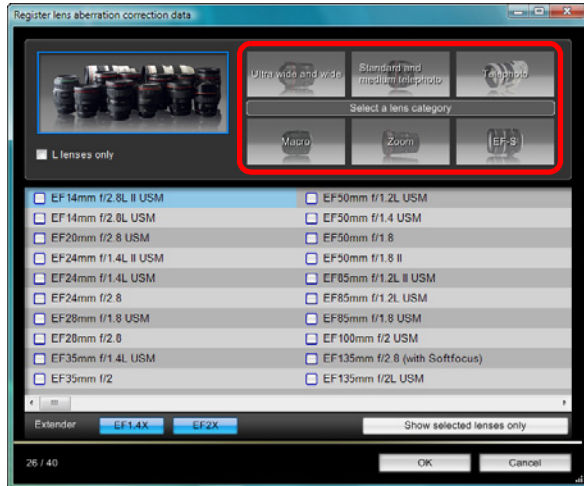 Register lens aberration correction data
Ultra wide and wide
Standard and
medium telephoto
Telephoto
Select a lens category
Macro
Zoom
EF-S
L lenses only
EF14mm f/2.8L II USM
EF50mm f/1.2L USM
EF14mm f/2.8L USM
EF50mm f/1.4 USM
EF20mm f/2.8 USM
EF50mm f/1.8
EF24mm f/1.4L II USM
EF50mm f/1.8 II
EF24mm f/1.4L USM
EF85mm f/1.2L II USM
EF24mm f/2.8
EF85mm f/1.2L USM
EF28mm f/1.8 USM
EF85mm f/1.8 USM
EF28mm f/2.8
EF100mm f/2 USM
EF35mm f/1.4L USM
EF135mm f/2.8 (with Softfocus)
EF35mm f/2
EF135mm f/2L USM
Extender
EF1.4X
EF2X
Show selected lenses only
26 / 40
OK
Cancel